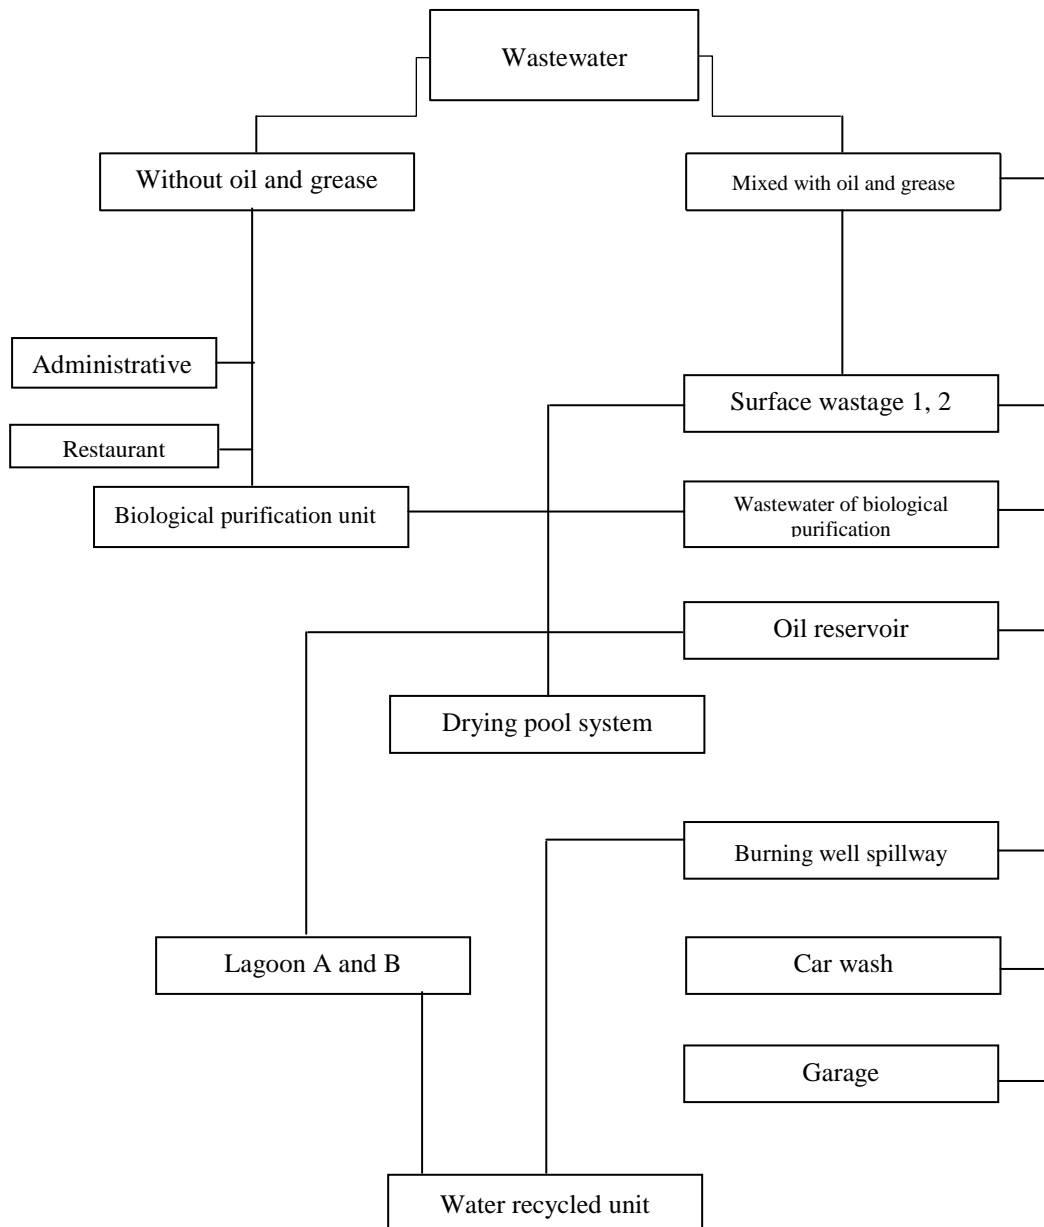 Wastewater
Without oil and grease
Mixed with oil and grease
Administrative
Surface wastage 1, 2
Restaurant
Biological purification unit
Wastewater of biological
purification
Oil reservoir
Drying pool system
Burning well spillway
Lagoon A and B
Car wash
Garage
Water recycled unit